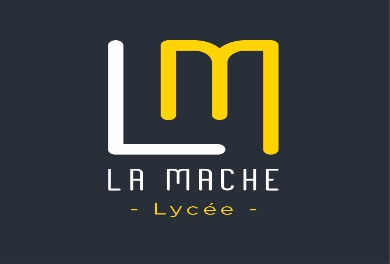 LM
LA MACHE
- Lycée -